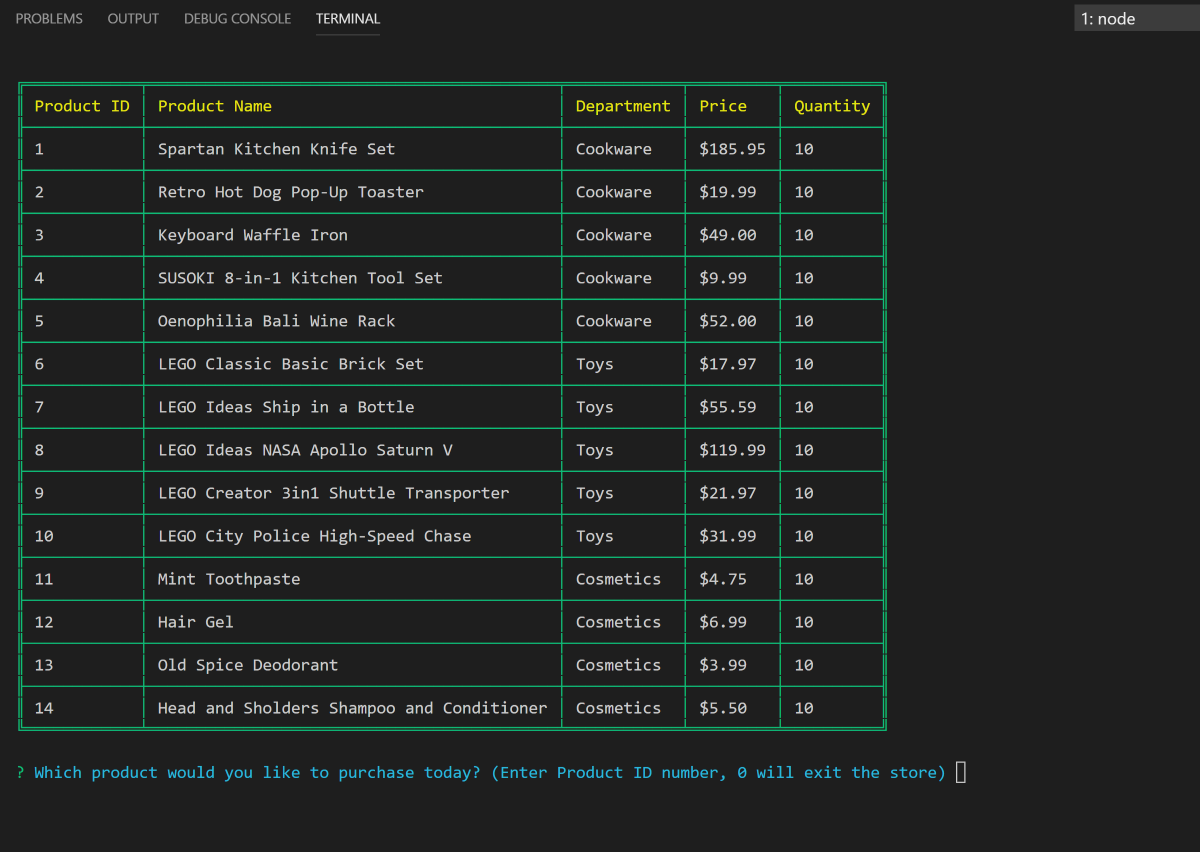 PROBLEMS OUTPUT DEBUG CONSOLE TERMINAL 1: node
Product ID Product Name Department Price Quantity
1 Spartan Kitchen Knife Set Cookware $185.95 10
2 Retro Hot Dog Pop-Up Toaster Cookware $19.99 10
3 Keyboard Waffle Iron Cookware $49.00 10
4 SUSOKI 8-in-1 Kitchen Tool Set Cookware $9.99 10
5 Oenophilia Bali Wine Rack Cookware $52.00 10
6 LEGO Classic Basic Brick Set Toys $17.97 10
7 LEGO Ideas Ship in a Bottle Toys $55.59 10
8 LEGO Ideas NASA Apollo Saturn V Toys $119.99 10
9 LEGO Creator 3in1 Shuttle Transporter Toys $21.97 10
10 LEGO City Police High-Speed Chase Toys $31.99 10
11 Mint Toothpaste Cosmetics $4.75 10
12 Hair Gel Cosmetics $6.99 10
13 Old Spice Deodorant Cosmetics $3.99 10
14 Head and Sholders Shampoo and Conditioner Cosmetics $5.50 10
? Which product would you like to purchase today? (Enter Product ID number, 0 will exit the store)